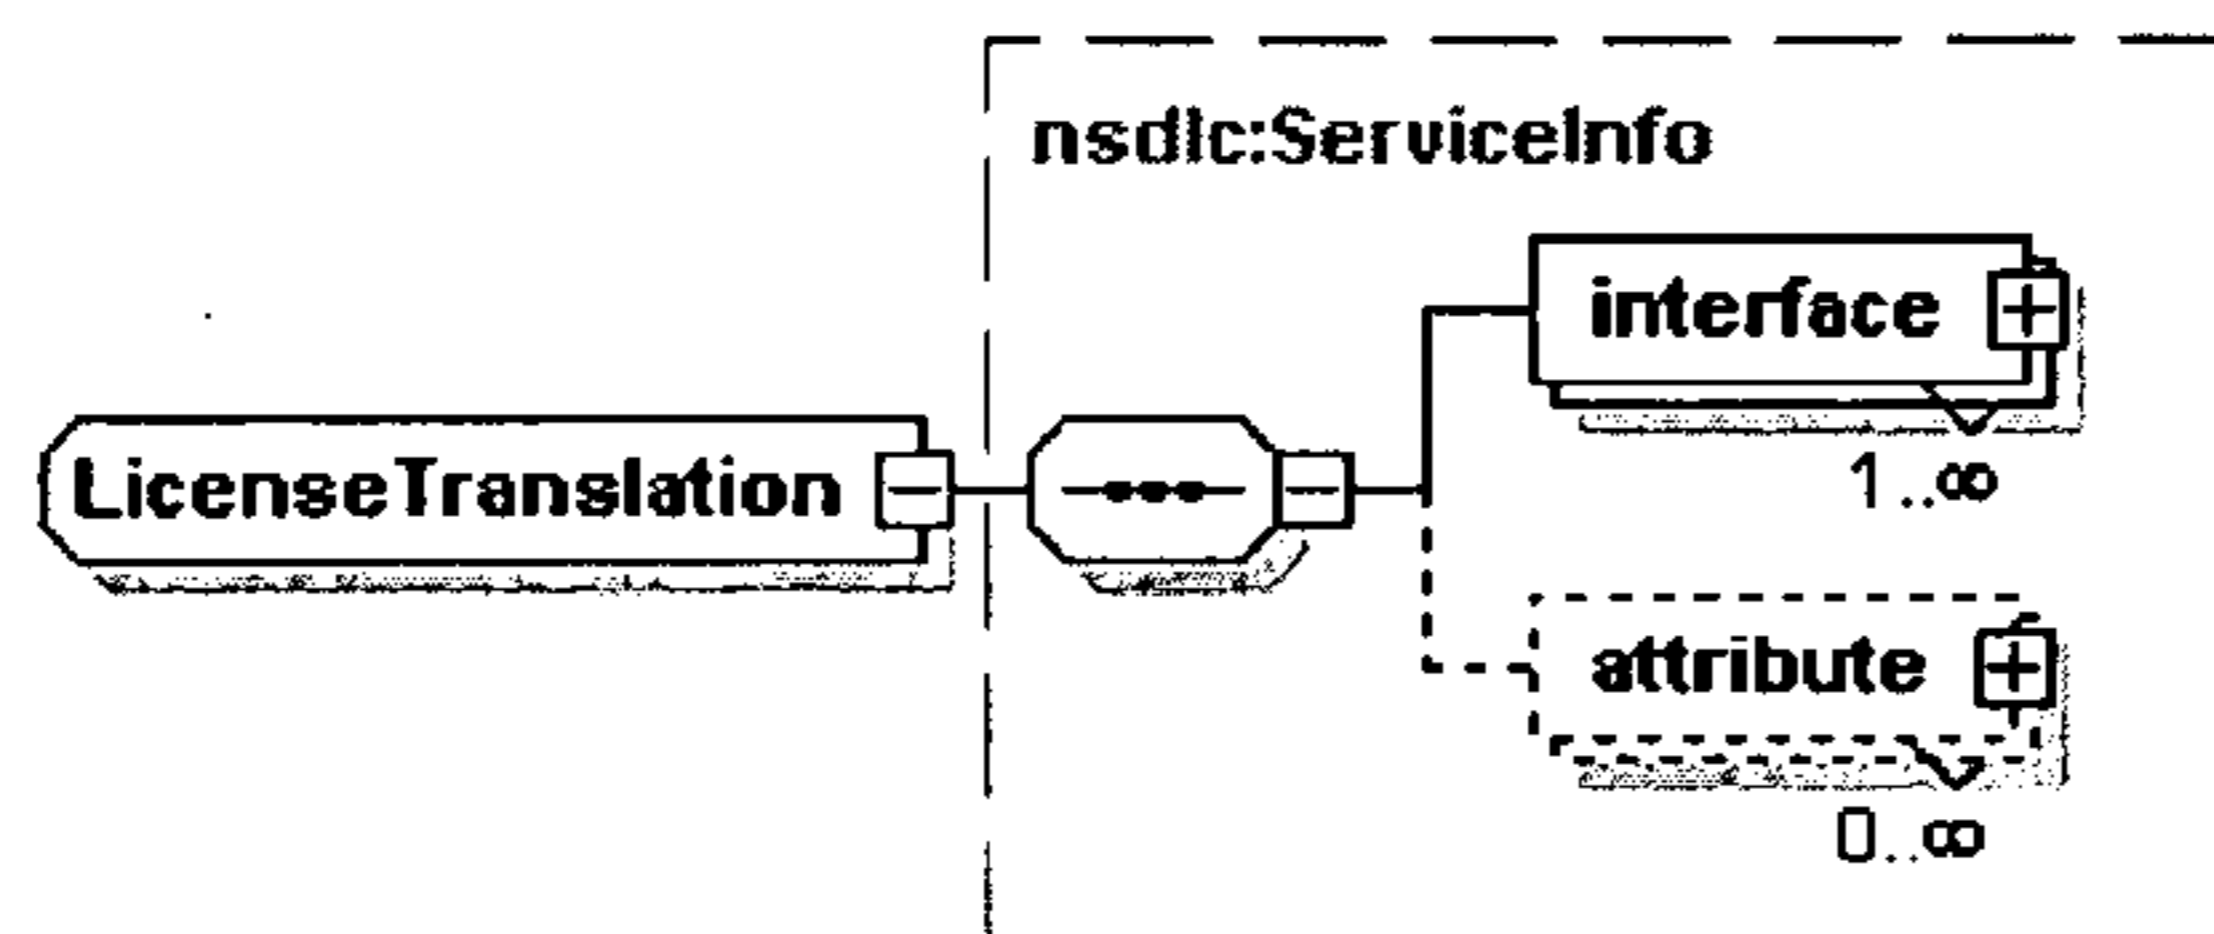 nsdlc:ServiceInfo
interface
1..∞
LicenseTranslation
attribute
0..∞